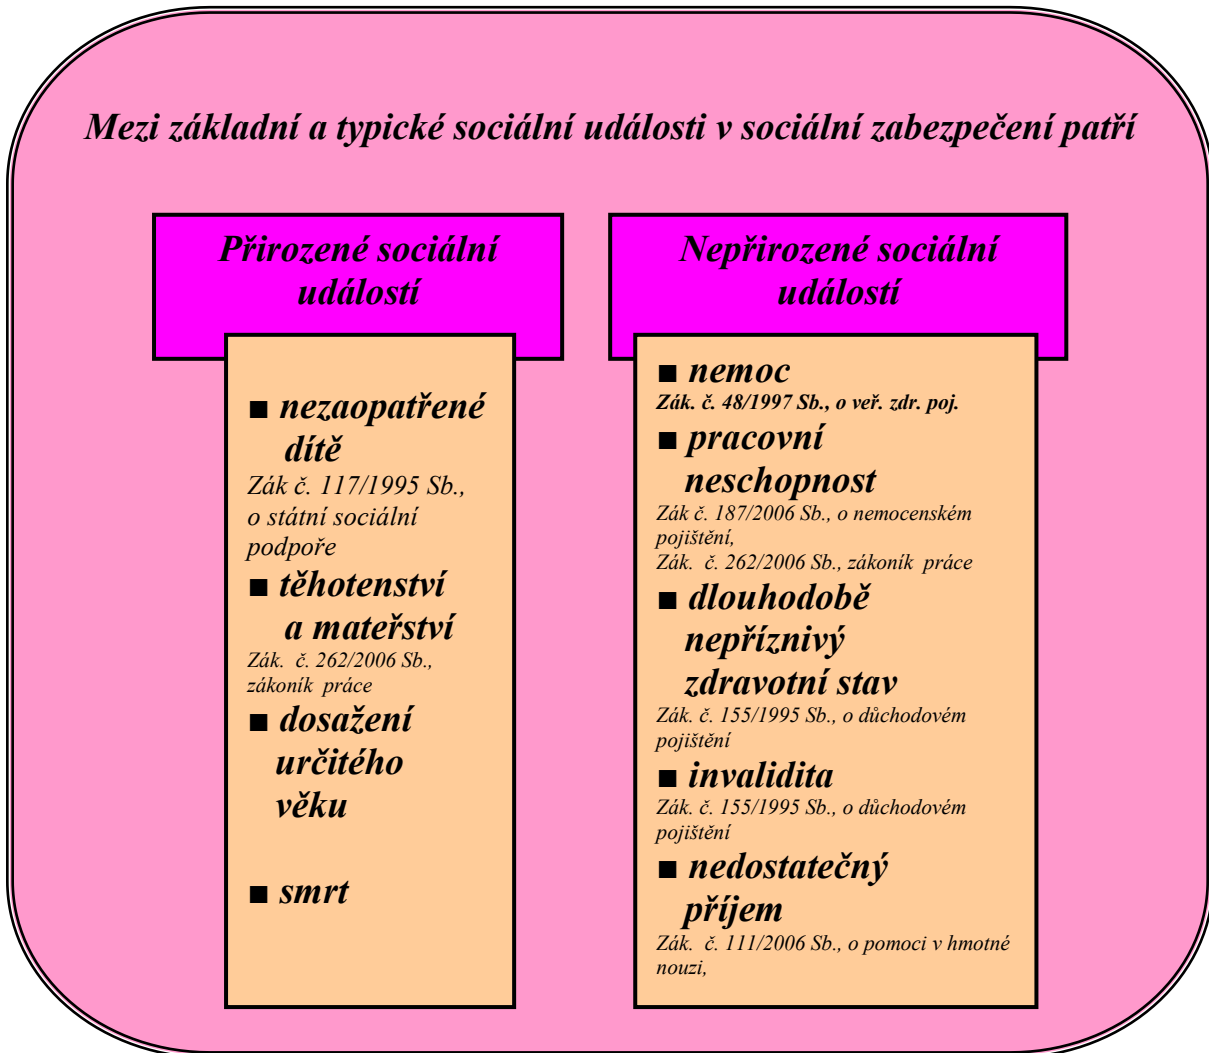 Mezi základní a typické sociální události v sociální zabezpečení patří
Přirozené sociální
událostí
■ nezaopatřené
dítě
Zák č. 117/1995 Sb.,
o státní sociální
podpoře
■ těhotenství
a mateřství
Zák. č. 262/2006 Sb.,
zákoník práce
■ dosažení
určitého
věku
■ smrt
Nepřirozené sociální
událostí
■ nemoc
Zák. č. 48/1997 Sb., o veř. zdr. poj.
■ pracovní
neschopnost
Zák č. 187/2006 Sb., o nemocenském
pojištění,
Zák. č. 262/2006 Sb., zákoník práce
■ dlouhodobě
nepříznivý
zdravotní stav
Zák. č. 155/1995 Sb., o důchodovém
pojištění
■ invalidita
Zák. č. 155/1995 Sb., o důchodovém
pojištění
■ nedostatečný
příjem
Zák. č. 111/2006 Sb., o pomoci v hmotné
nouzi,